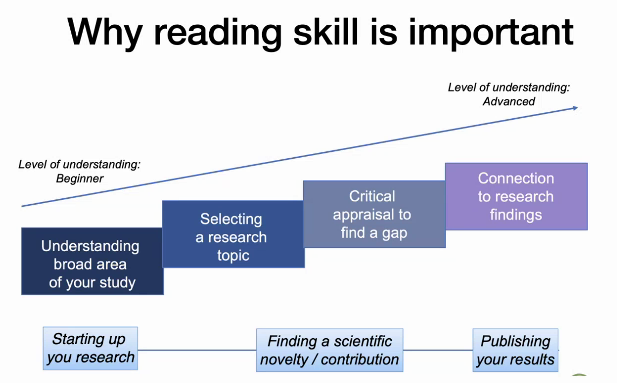 Why reading skill is important
Level of understanding:
Advanced
Level of understanding:
Beginner
Understanding
broad area
of your study
Selecting
a research
topic
Critical
appraisal to
find a gap
Connection
to research
findings
Starting up
you research
Finding a scientific
novelty / contribution
Publishing
your results